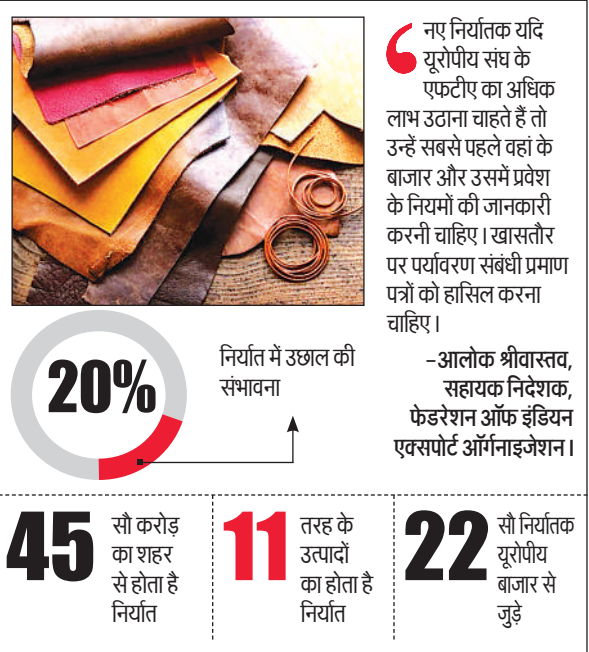 नए निर्यातक यदि
यूरोपीय संघ के
एफटीए का अधिक
लाभ उठाना चाहते हैं तो
उन्हें सबसे पहले वहां के
बाजार और उसमें प्रवेश
के नियमों की जानकारी
करनी चाहिए। खासतौर
पर पर्यावरण संबंधी प्रमाण
पत्रों को हासिल करना
चाहिए।
-आलोक श्रीवास्तव,
सहायक निदेशक,
फेडरेशन ऑफ इंडियन
एक्सपोर्ट ऑर्गनाइजेशन।
20%
निर्यात में उछाल की
संभावना
45
सौ करोड़
का शहर
से होता है
निर्यात
11
तरह के
उत्पादों
का होता है
निर्यात
22
सौ निर्यातक
यूरोपीय
बाजार से
जुड़े